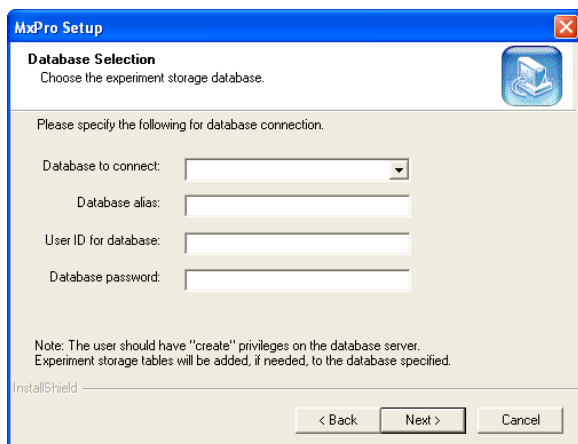 MxPro Setup
Database Selection
Choose the experiment storage database.
Please specify the following for database connection.
Database to connect:
Database alias:
User ID for database:
Database password:
Note: The user should have "create" privileges on the database server.
Experiment storage tables will be added, if needed, to the database specified.
InstallShield
< Back Next > Cancel